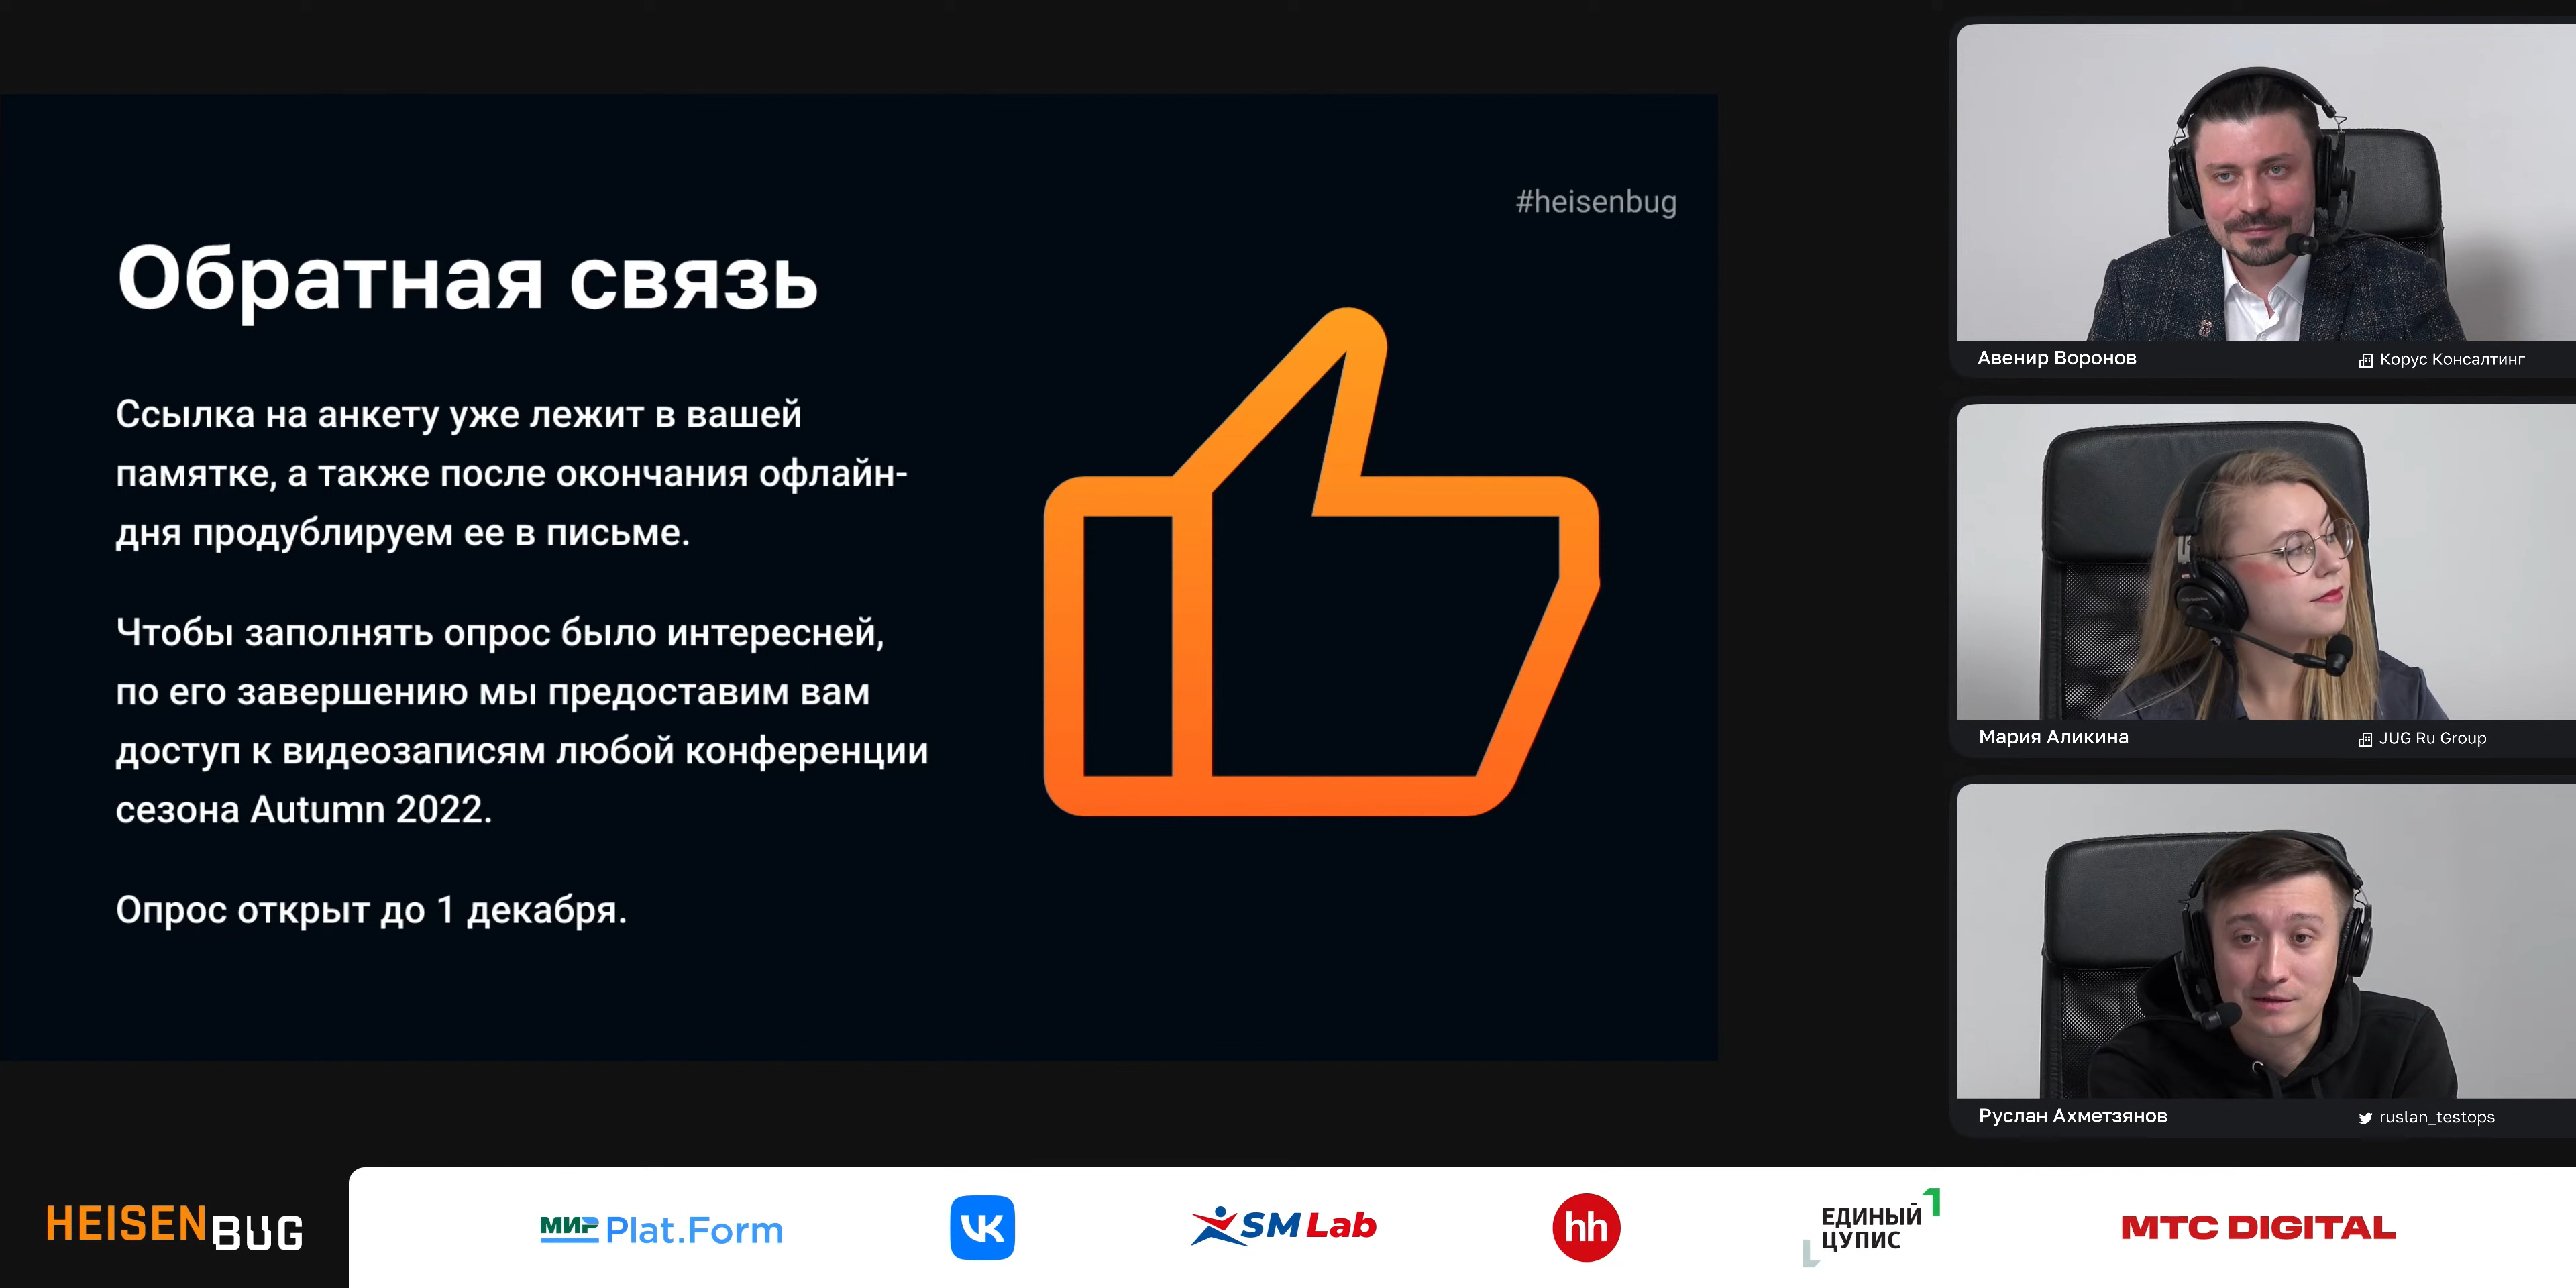 #heisenbug
Обратная связь
Ссылка на анкету уже лежит в вашей
памятке, а также после окончания офлайн-
дня продублируем ее в письме.
Чтобы заполнять опрос было интересней,
по его завершению мы предоставим вам
доступ к видеозаписям любой конференции
сезона Autumn 2022.
Опрос открыт до 1 декабря.
Авенир Воронов
Корус Консалтинг
Мария Аликина
JUG Ru Group
Руслан Ахметзянов
ruslan_testops
HEISENBUG
МИР Plat.Form
VK
SM Lab
hh
ЕДИНЫЙ
ЦУПИС
1
МТС DIGITAL